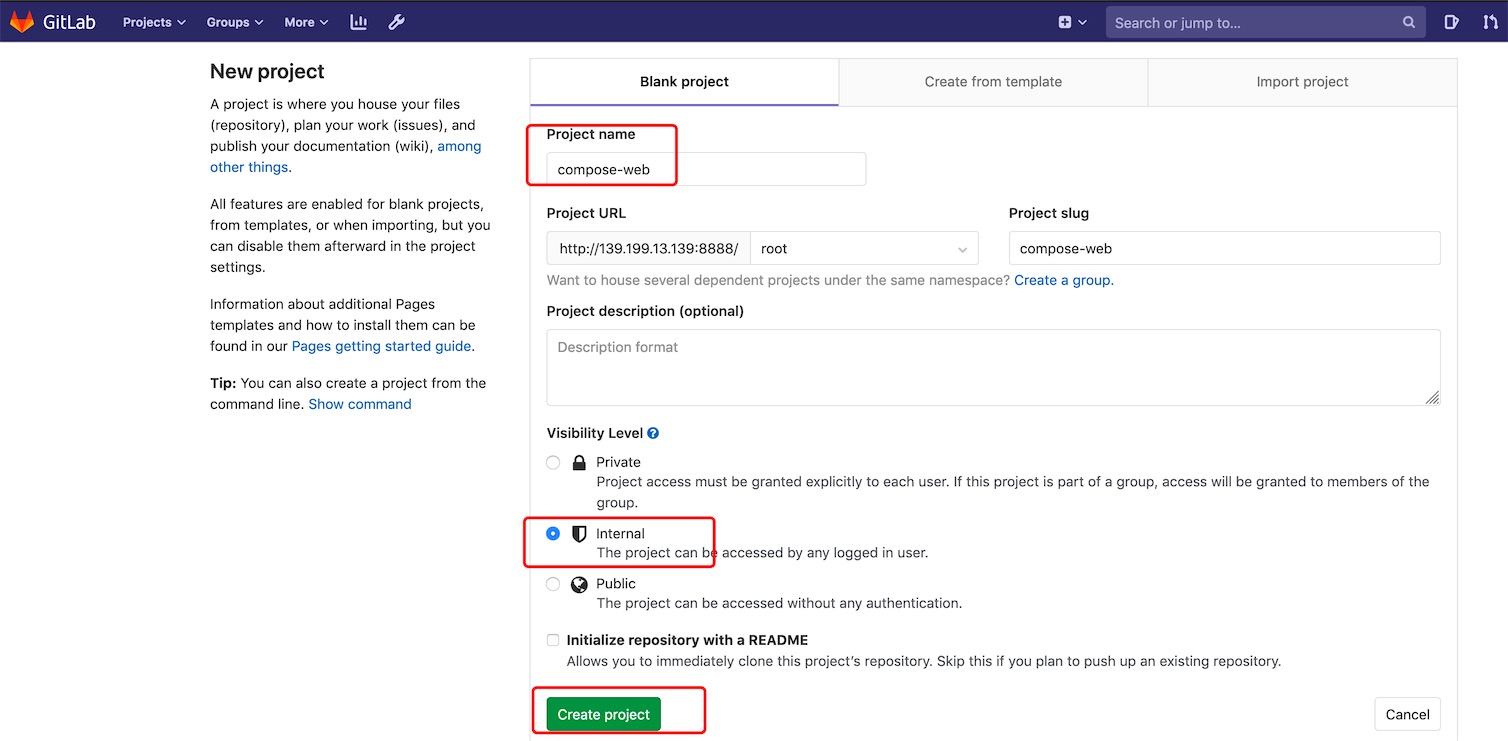 GitLab Projects Groups More Search or jump to...
New project
A project is where you house your files
(repository), plan your work (issues), and
publish your documentation (wiki), among
other things.
All features are enabled for blank projects,
from templates, or when importing, but you
can disable them afterward in the project
settings.
Information about additional Pages
templates and how to install them can be
found in our Pages getting started guide.
Tip: You can also create a project from the
command line. Show command
Blank project Create from template Import project
Project name
compose-web
Project URL Project slug
http://139.199.13.139:8888/ root compose-web
Want to house several dependent projects under the same namespace? Create a group.
Project description (optional)
Description format
Visibility Level ?
Private
Project access must be granted explicitly to each user. If this project is part of a group, access will be granted to members of the
group.
Internal
The project can be accessed by any logged in user.
Public
The project can be accessed without any authentication.
Initialize repository with a README
Allows you to immediately clone this project's repository. Skip this if you plan to push up an existing repository.
Create project Cancel